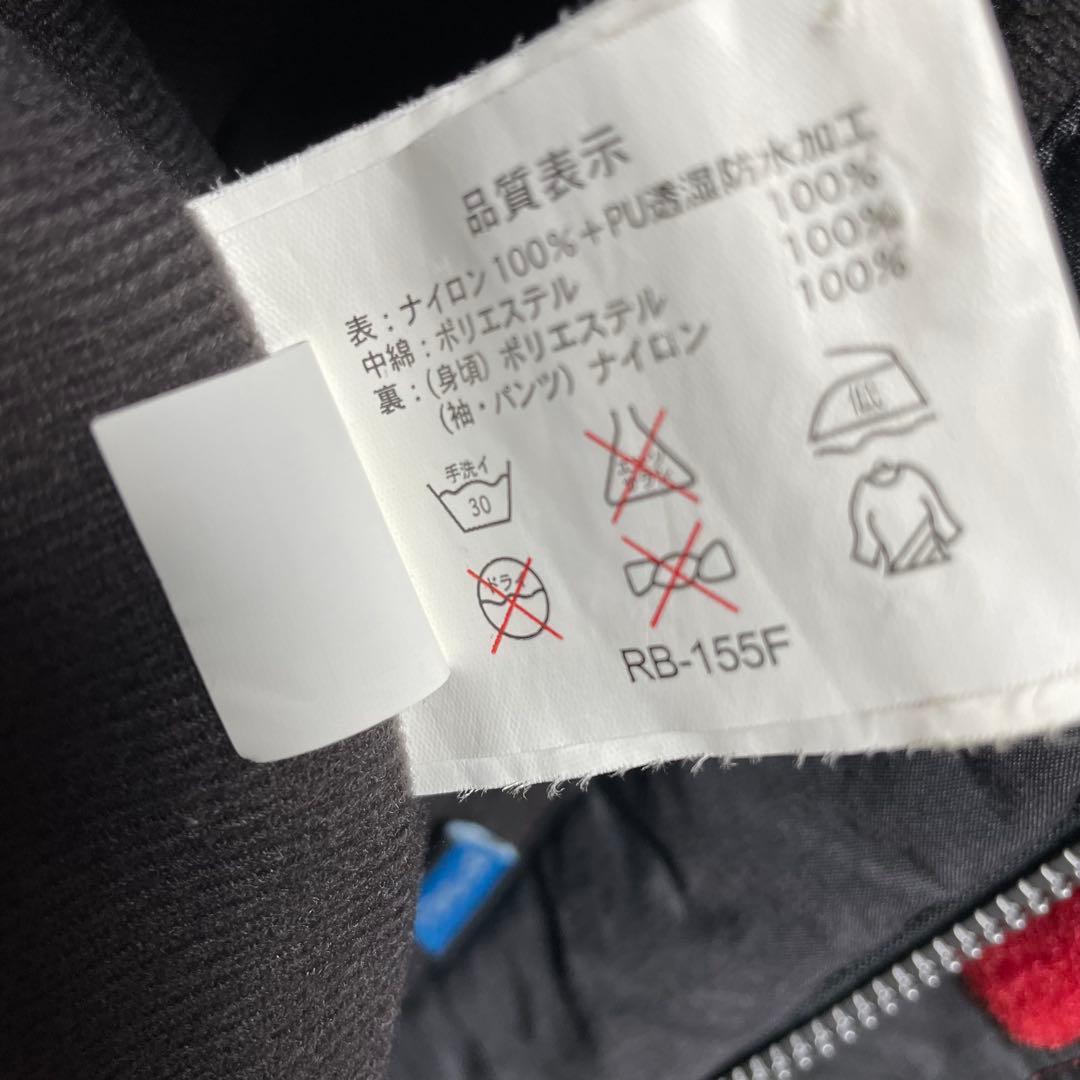 品質表示
表：ナイロン100%＋PU透湿防水加工
中綿：ポリエステル 100%
裏：(身頃) ポリエステル 100%
(袖・パンツ) ナイロン 100%
手洗イ
30
低
ドライ
RB-155F